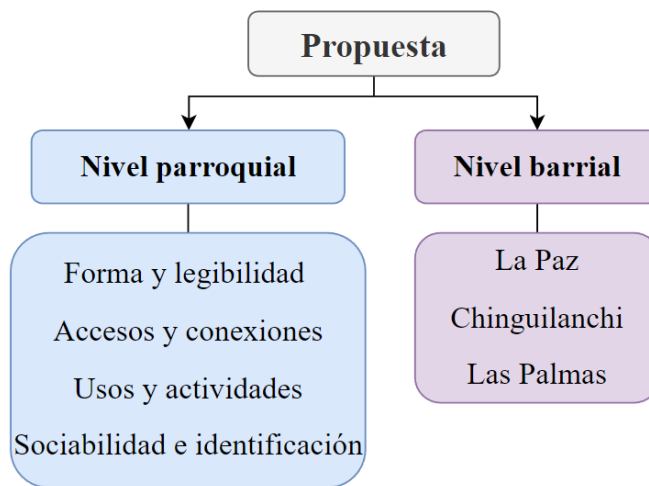 Propuesta
Nivel parroquial
Forma y legibilidad
Accesos y conexiones
Usos y actividades
Sociabilidad e identificación
Nivel barrial
La Paz
Chinguilanchi
Las Palmas